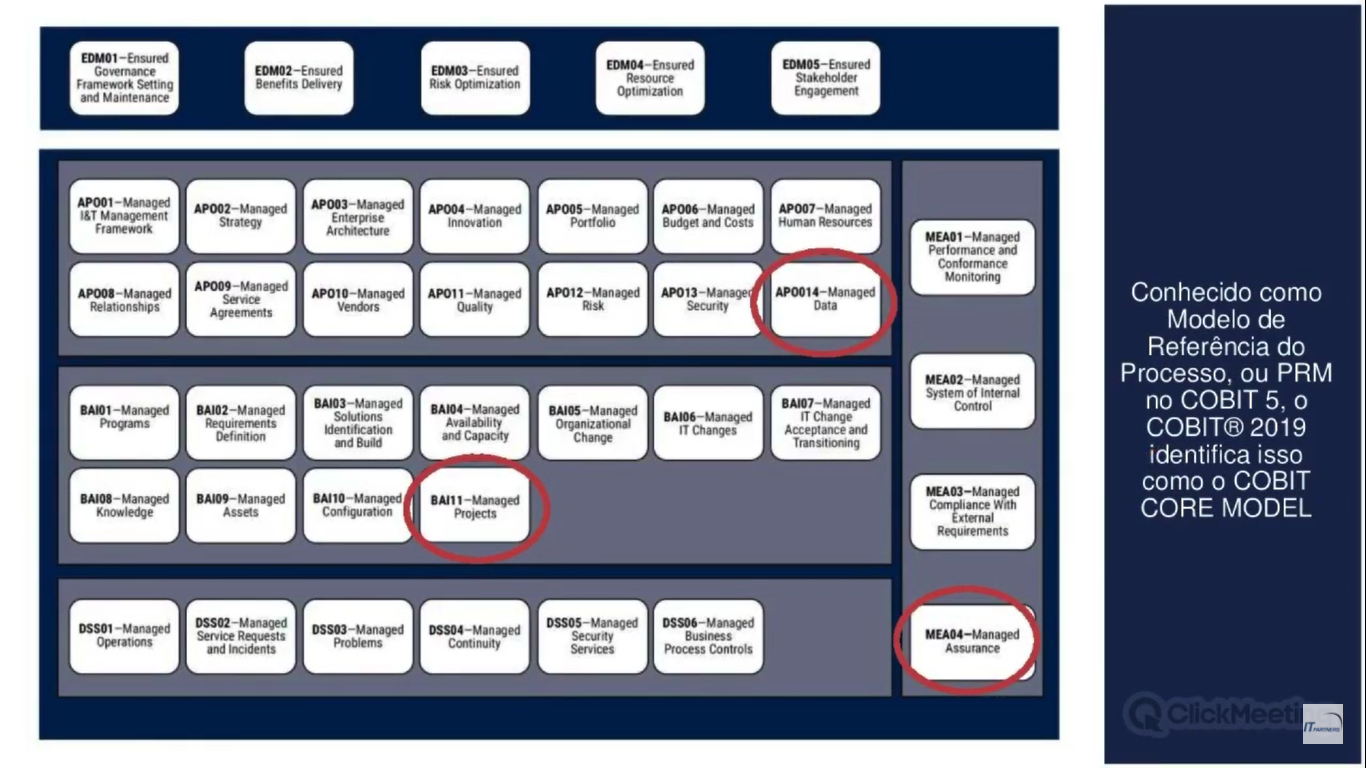 EDM01—Ensured
Governance
Framework Setting
and Maintenance
EDM02—Ensured
Benefits Delivery
EDM03—Ensured
Risk Optimization
EDM04—Ensured
Resource
Optimization
EDM05—Ensured
Stakeholder
Engagement
APO01—Managed
I&T Management
Framework
APO02—Managed
Strategy
APO03—Managed
Enterprise
Architecture
APO04—Managed
Innovation
APO05—Managed
Portfolio
APO06—Managed
Budget and Costs
APO07—Managed
Human Resources
APO08—Managed
Relationships
APO09—Managed
Service
Agreements
APO10—Managed
Vendors
APO11—Managed
Quality
APO12—Managed
Risk
APO13—Managed
Security
APO014—Managed
Data
BAI01—Managed
Programs
BAI02—Managed
Requirements
Definition
BAI03—Managed
Solutions
Identification
and Build
BAI04—Managed
Availability
and Capacity
BAI05—Managed
Organizational
Change
BAI06—Managed
IT Changes
BAI07—Managed
IT Change
Acceptance and
Transitioning
BAI08—Managed
Knowledge
BAI09—Managed
Assets
BAI10—Managed
Configuration
BAI11—Managed
Projects
DSS01—Managed
Operations
DSS02—Managed
Service Requests
and Incidents
DSS03—Managed
Problems
DSS04—Managed
Continuity
DSS05—Managed
Security
Services
DSS06—Managed
Business
Process Controls
MEA01—Managed
Performance and
Conformance
Monitoring
MEA02—Managed
System of Internal
Control
MEA03—Managed
Compliance With
External
Requirements
MEA04—Managed
Assurance
Conhecido como
Modelo de
Referência do
Processo, ou PRM
no COBIT 5, o
COBIT® 2019
identifica isso
como o COBIT
CORE MODEL
ClickMeeti
IT PARTNERS